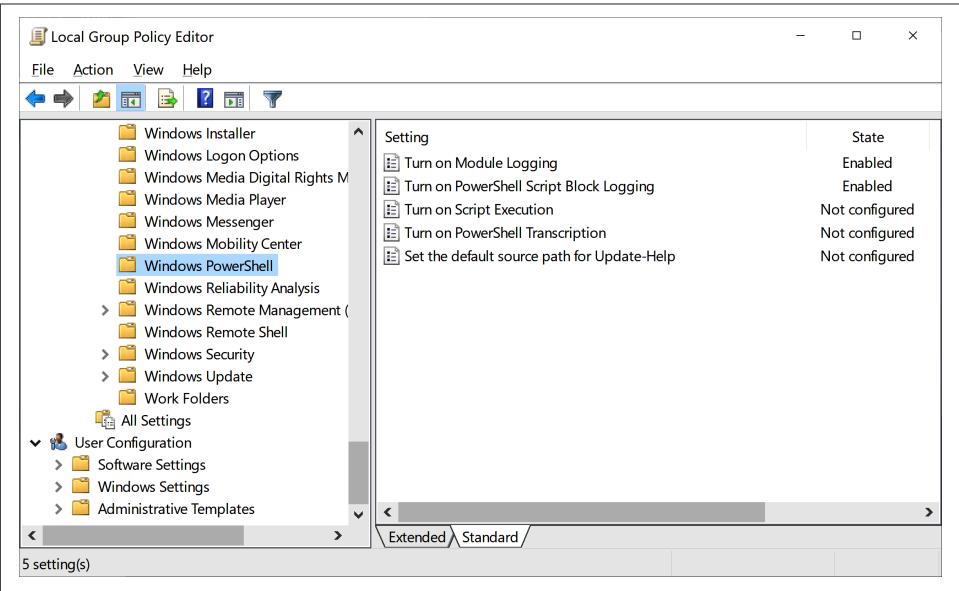 Local Group Policy Editor
File Action View Help
Windows Installer
Windows Logon Options
Windows Media Digital Rights M
Windows Media Player
Windows Messenger
Windows Mobility Center
Windows PowerShell
Windows Reliability Analysis
Windows Remote Management (
Windows Remote Shell
Windows Security
Windows Update
Work Folders
All Settings
User Configuration
Software Settings
Windows Settings
Administrative Templates
Setting State
Turn on Module Logging Enabled
Turn on PowerShell Script Block Logging Enabled
Turn on Script Execution Not configured
Turn on PowerShell Transcription Not configured
Set the default source path for Update-Help Not configured
Extended Standard
5 setting(s)